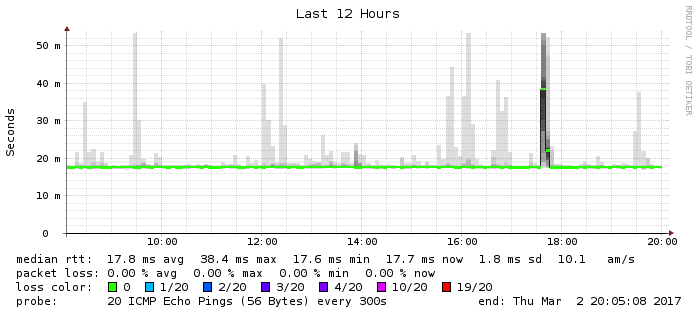 Last 12 Hours
RRDTOOL / TOBI OETIKER
Seconds
50 m
40 m
30 m
20 m
10 m
0
10:00 12:00 14:00 16:00 18:00 20:00
median rtt: 17.8 ms avg 38.4 ms max 17.6 ms min 17.7 ms now 1.8 ms sd 10.1 am/s
packet loss: 0.00 % avg 0.00 % max 0.00 % min 0.00 % now
loss color: 0 1/20 2/20 3/20 4/20 10/20 19/20
probe: 20 ICMP Echo Pings (56 Bytes) every 300s end: Thu Mar 2 20:05:08 2017